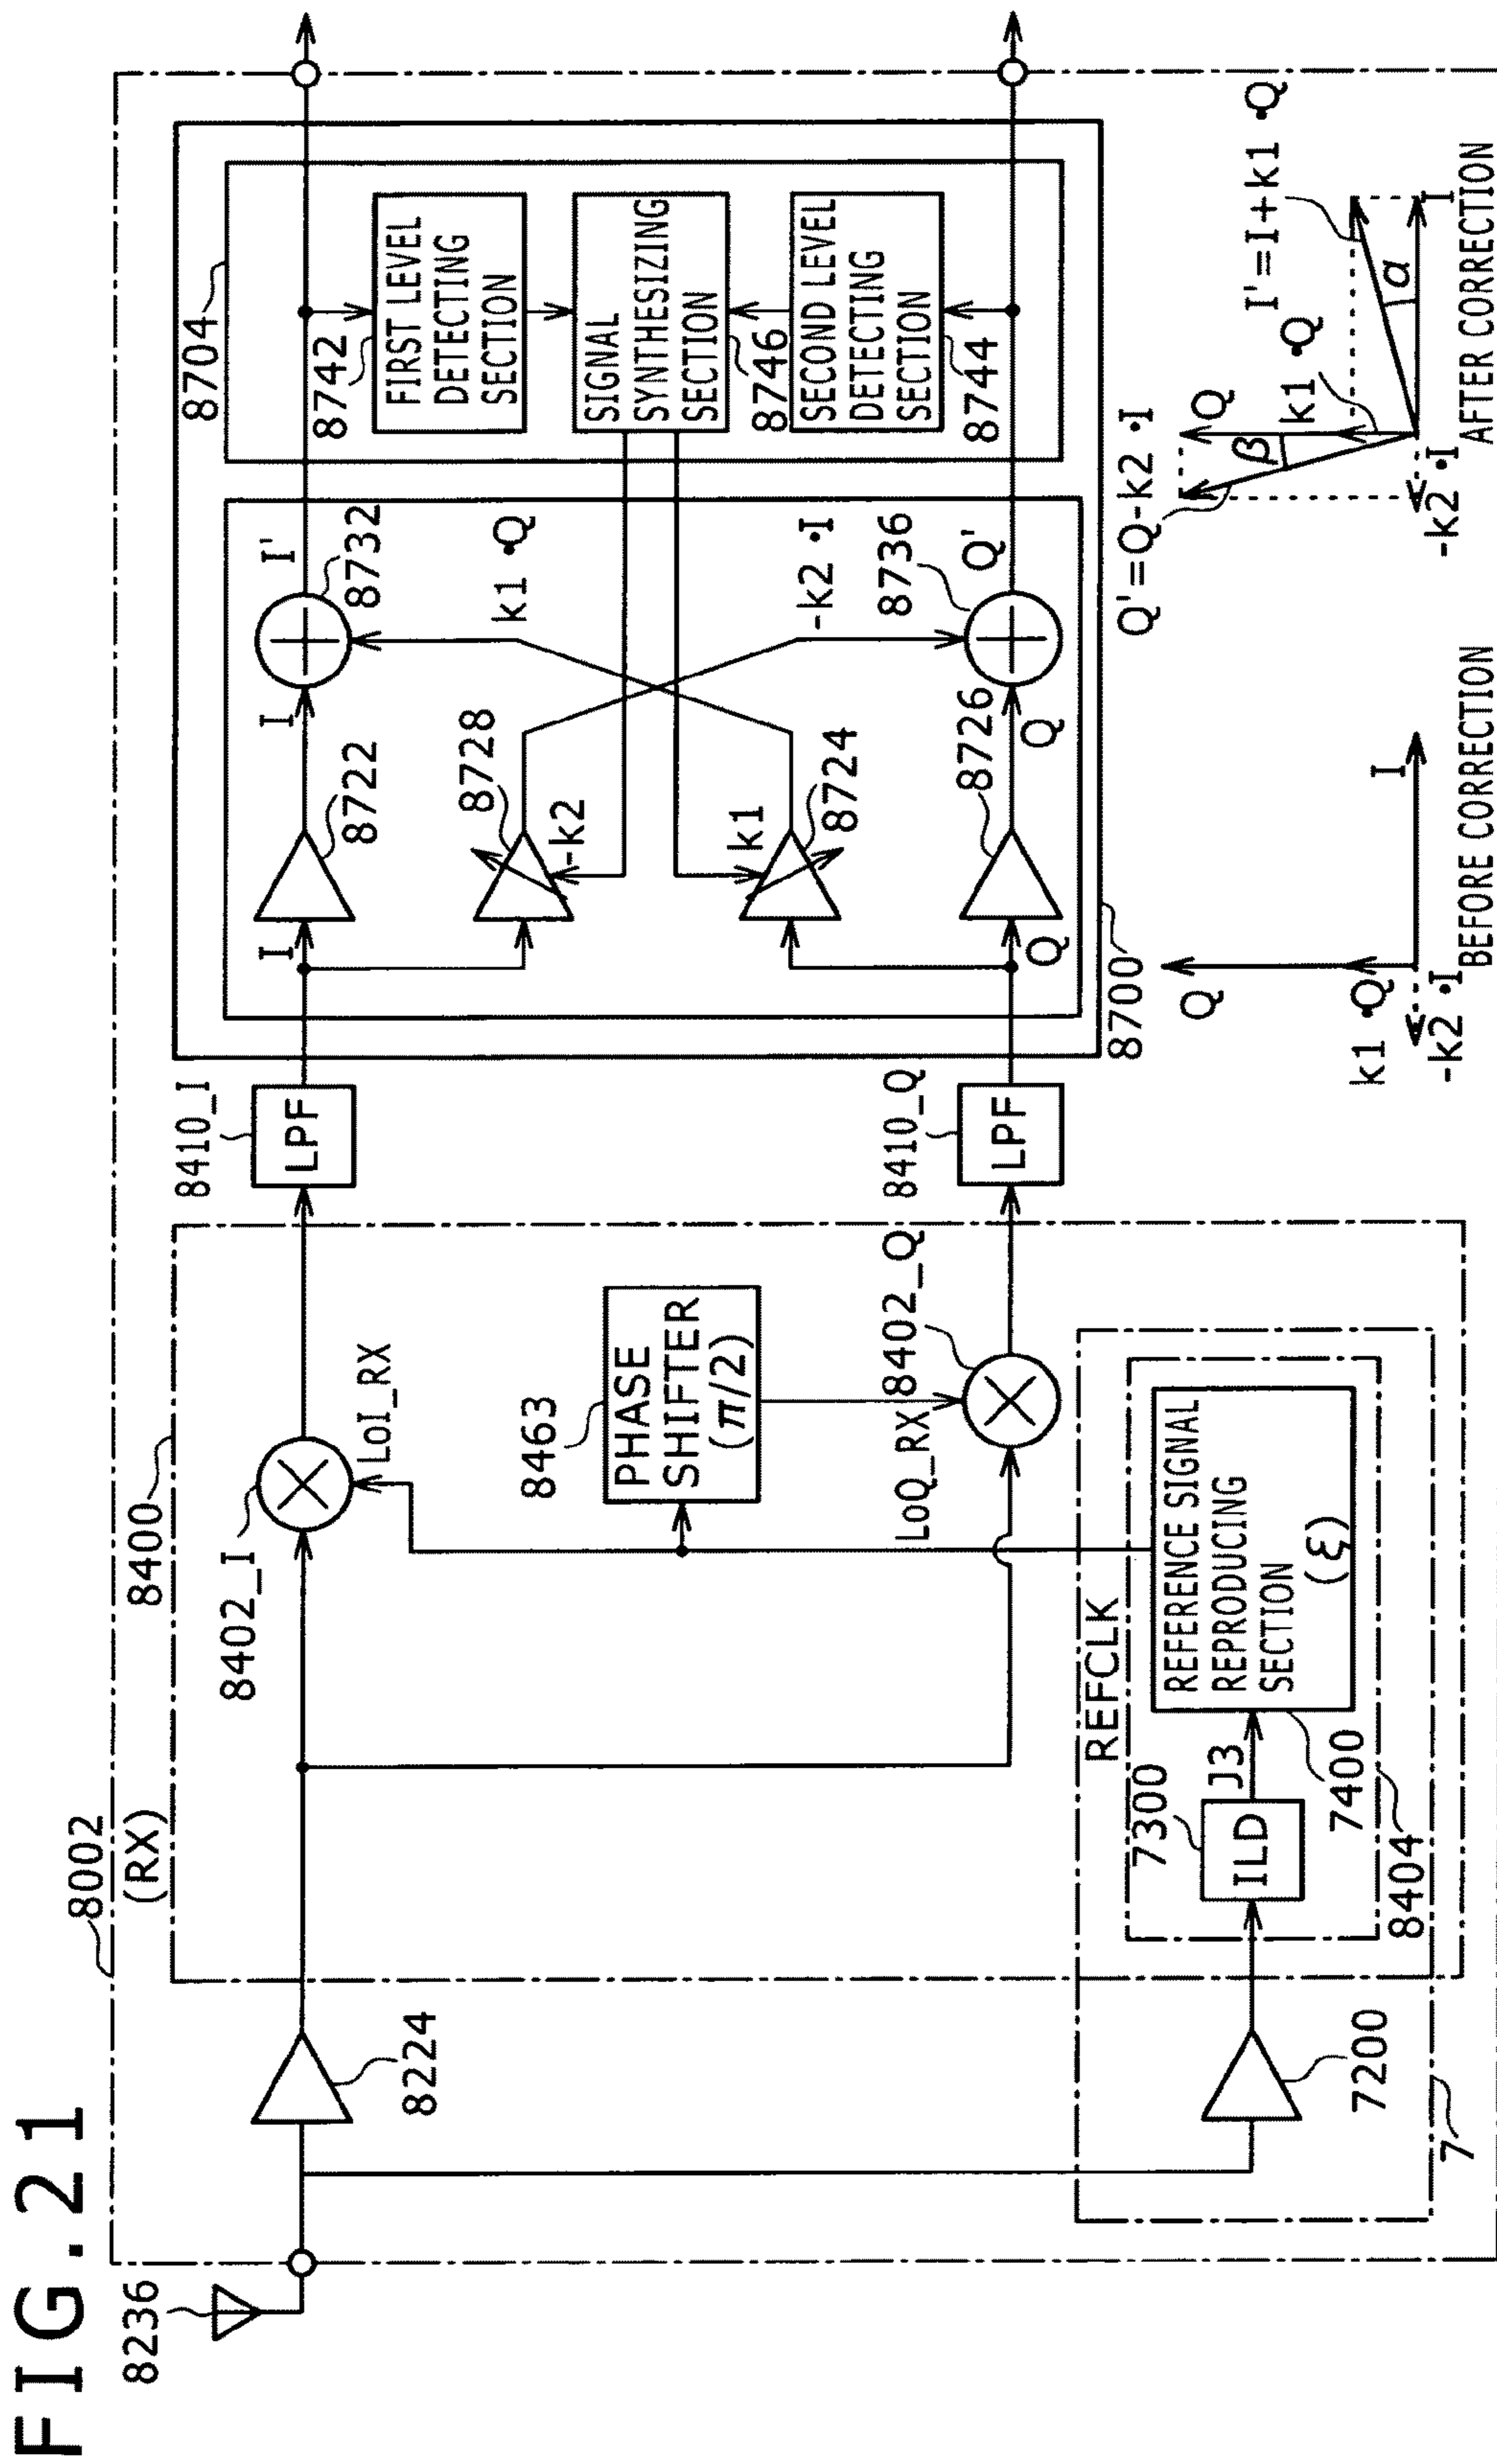 FIG.21
8002
(RX)
8236
8224
8400
8402_I
LoI_RX
8463
PHASE
SHIFTER
(π/2)
8402_Q
LoQ_RX
REFCLK
REFERENCE SIGNAL
REPRODUCING
SECTION
(ξ)
7300
ILD
J3
7400
8404
7200
7
8410_I
LPF
8410_Q
LPF
8700
I
8722
I
I'
8732
8728
-k2
k1 •Q
k1
8724
-k2 •I
Q
8726
Q
Q'
8736
8704
8742
FIRST LEVEL
DETECTING
SECTION
SIGNAL
SYNTHESIZING
SECTION
8746
SECOND LEVEL
DETECTING
SECTION
8744
Q
I
k1 •Q
-k2 •I
BEFORE CORRECTION
Q'=Q-k2 •I
Q
β
k1 •Q
I'=I+k1 •Q
α
I
-k2 •I
AFTER CORRECTION